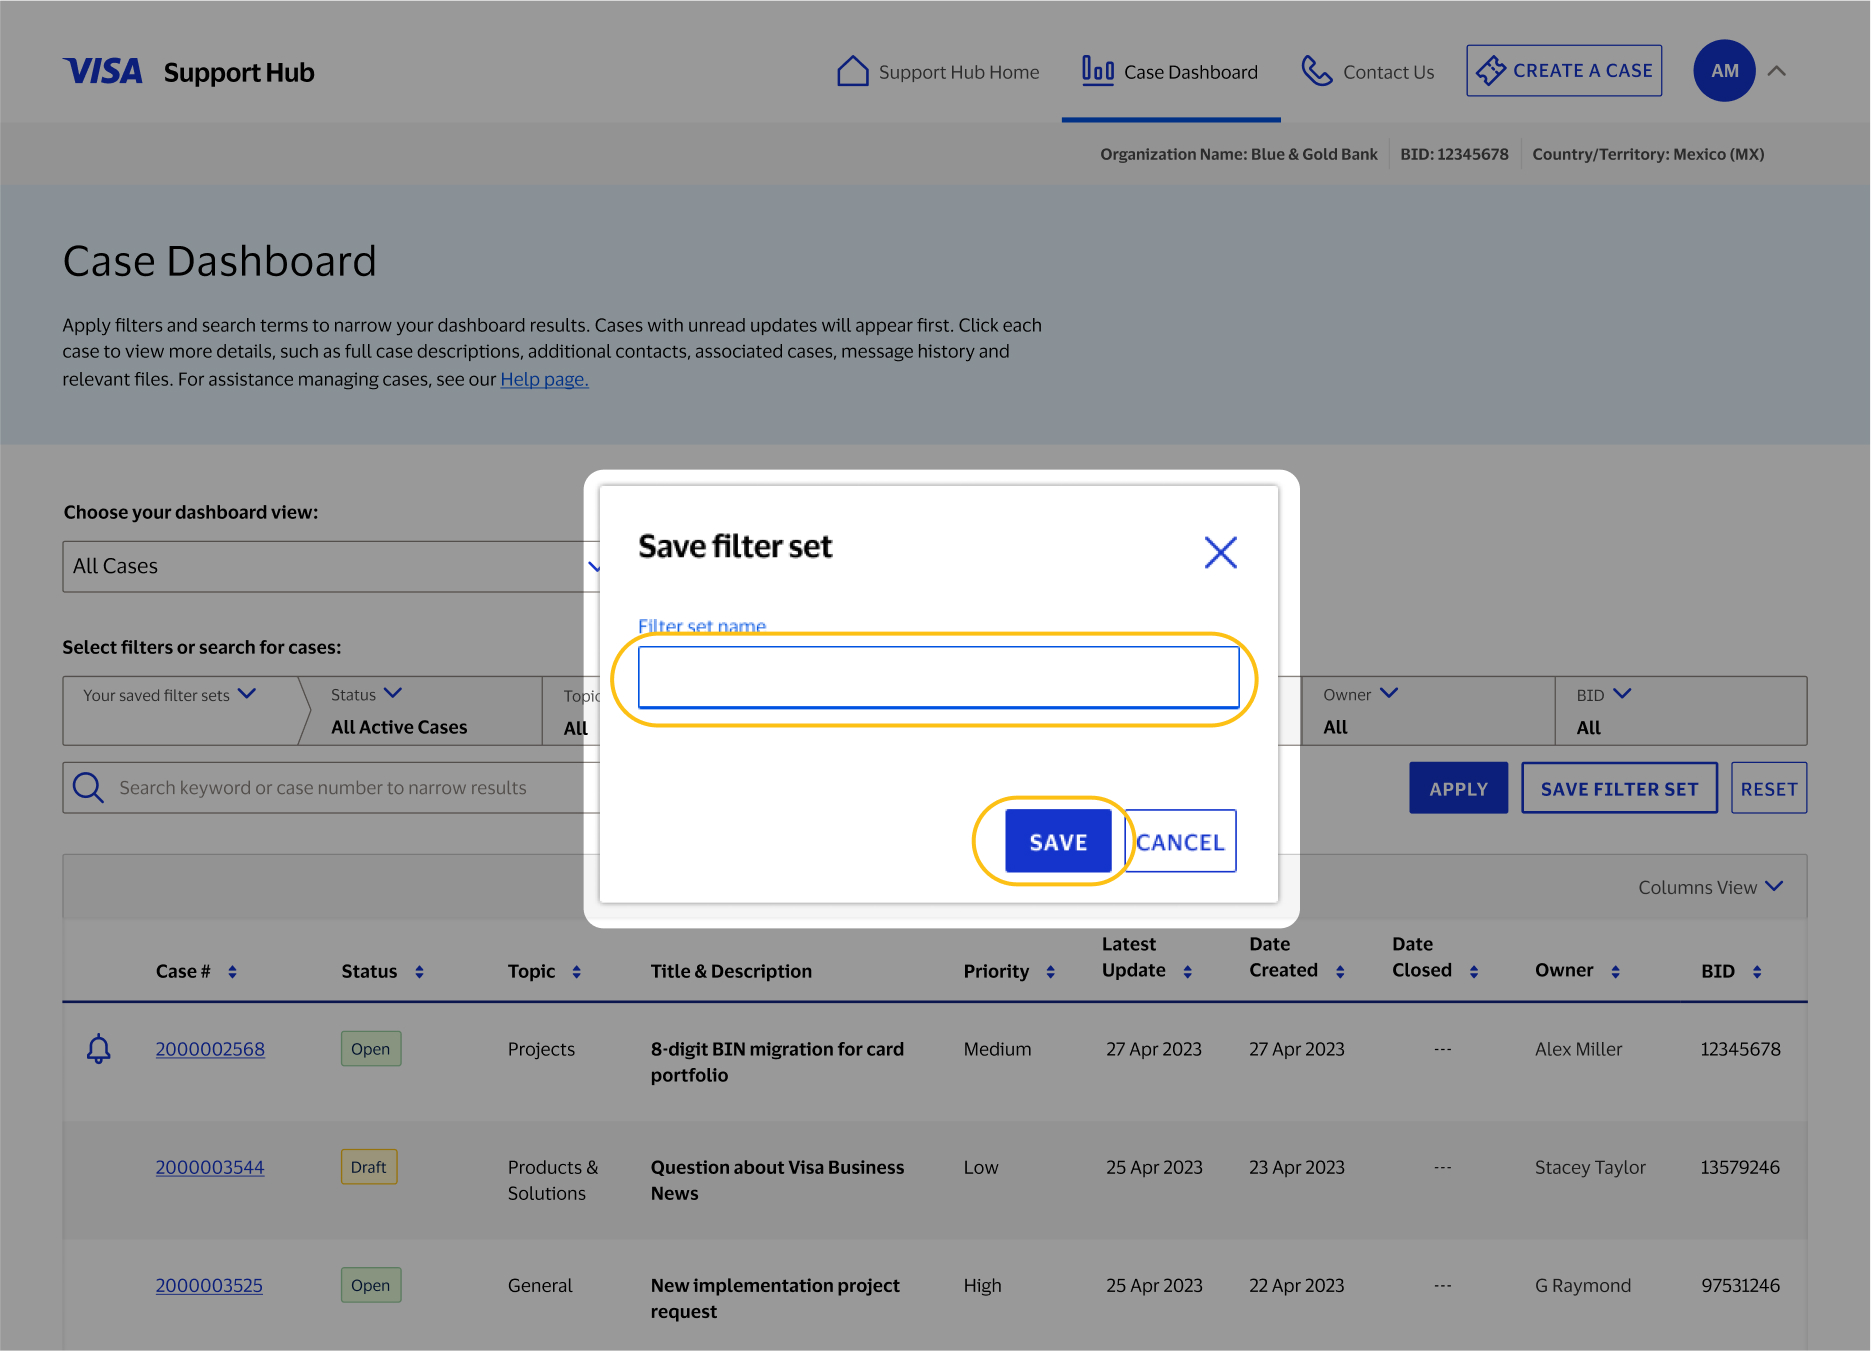 VISA Support Hub
Support Hub Home
Case Dashboard
Contact Us
CREATE A CASE
AM
Organization Name: Blue & Gold Bank
BID: 12345678
Country/Territory: Mexico (MX)
Case Dashboard
Apply filters and search terms to narrow your dashboard results. Cases with unread updates will appear first. Click each
case to view more details, such as full case descriptions, additional contacts, associated cases, message history and
relevant files. For assistance managing cases, see our Help page.
Choose your dashboard view:
All Cases
Save filter set
Filter set name
SAVE
CANCEL
Select filters or search for cases:
Your saved filter sets
Status
All Active Cases
Topic
All
Owner
All
BID
All
Search keyword or case number to narrow results
APPLY
SAVE FILTER SET
RESET
Columns View
Case #
Status
Topic
Title & Description
Priority
Latest
Update
Date
Created
Date
Closed
Owner
BID
2000002568
Open
Projects
8-digit BIN migration for card
portfolio
Medium
27 Apr 2023
27 Apr 2023
---
Alex Miller
12345678
2000003544
Draft
Products &
Solutions
Question about Visa Business
News
Low
25 Apr 2023
23 Apr 2023
---
Stacey Taylor
13579246
2000003525
Open
General
New implementation project
request
High
25 Apr 2023
22 Apr 2023
---
G Raymond
97531246